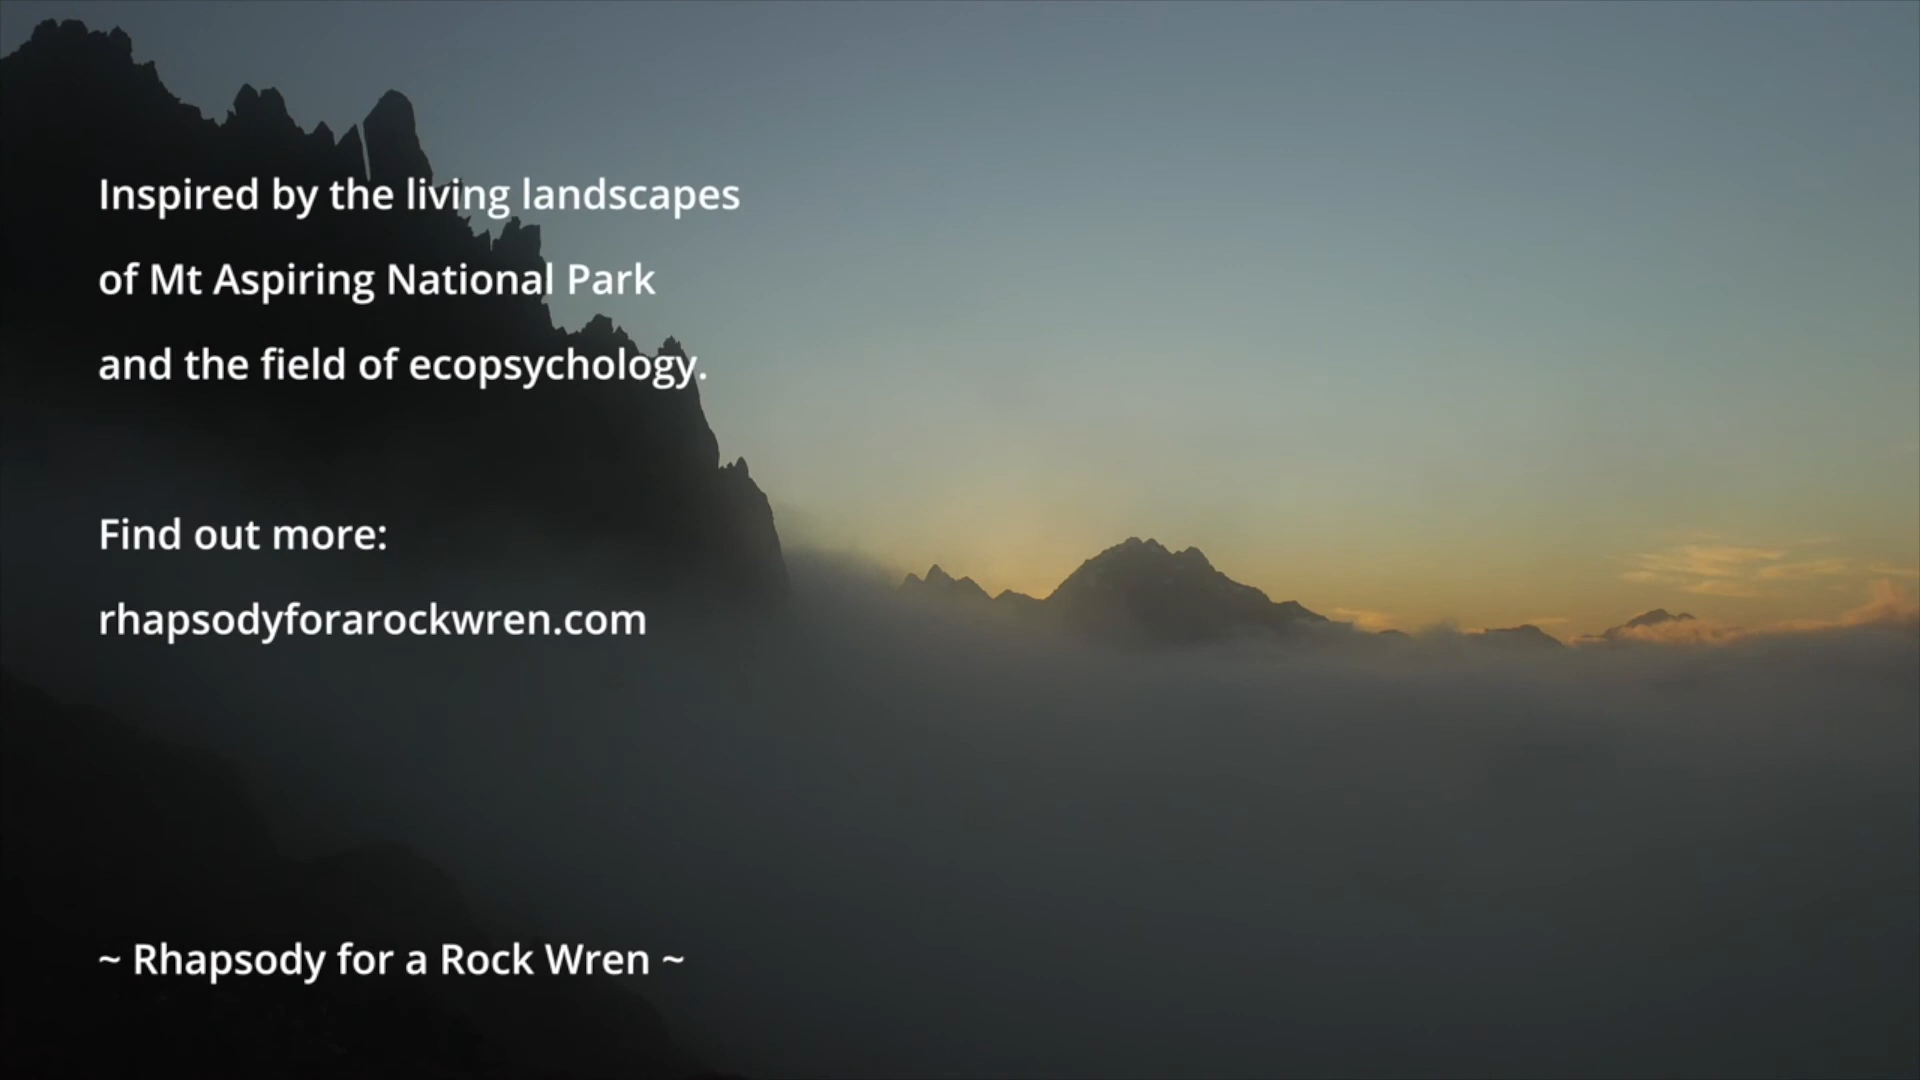 Inspired by the living landscapes
of Mt Aspiring National Park
and the field of ecopsychology.
Find out more:
rhapsodyforarockwren.com
~ Rhapsody for a Rock Wren ~